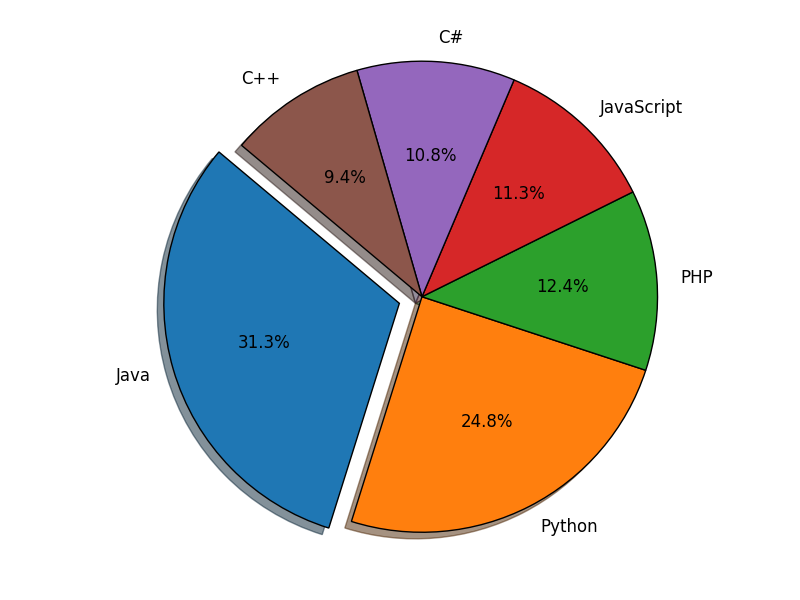 C#
C++
JavaScript
10.8%
9.4%
11.3%
PHP
12.4%
31.3%
Java
24.8%
Python